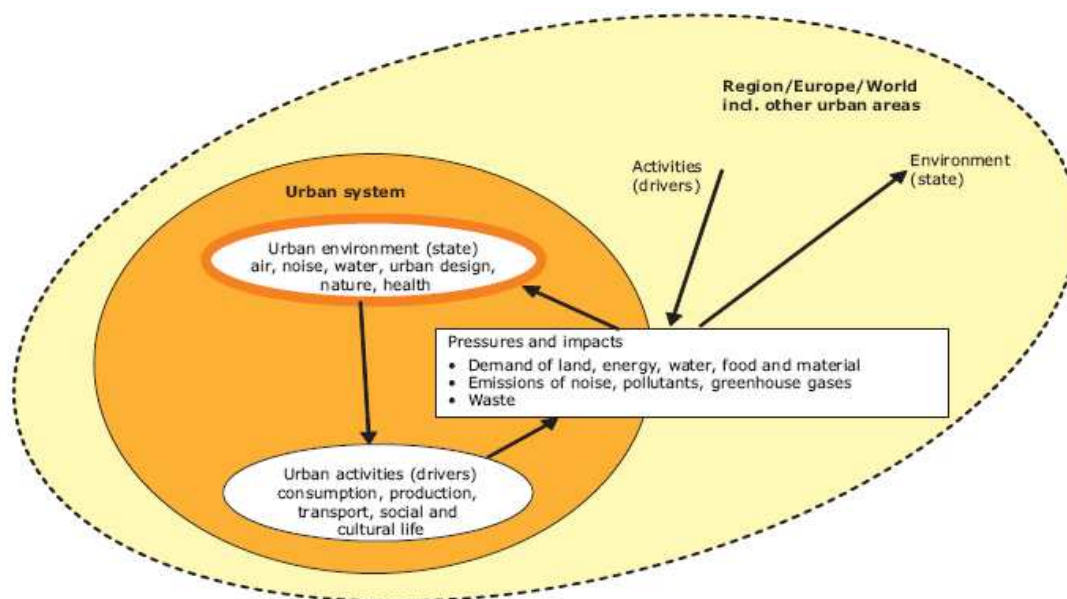 Region/Europe/World
incl. other urban areas
Activities
(drivers)
Environment
(state)
Urban system
Urban environment (state)
air, noise, water, urban design,
nature, health
Pressures and impacts
• Demand of land, energy, water, food and material
• Emissions of noise, pollutants, greenhouse gases
• Waste
Urban activities (drivers)
consumption, production,
transport, social and
cultural life